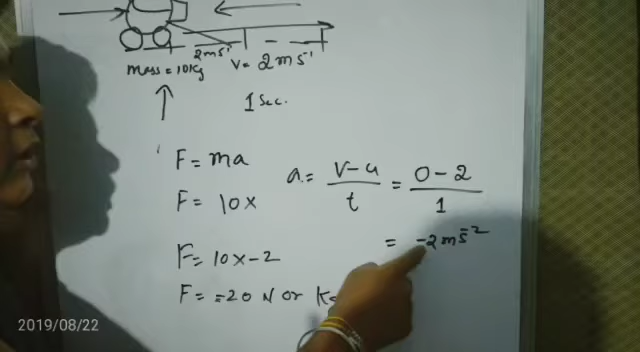 2ms⁻¹
Mass = 10Kg V = 2ms⁻¹
1 Sec.
F = ma
a = V-u / t = 0-2 / 1
F = 10x
= -2ms⁻²
F = 10x-2
F = -20 N or
2019/08/22